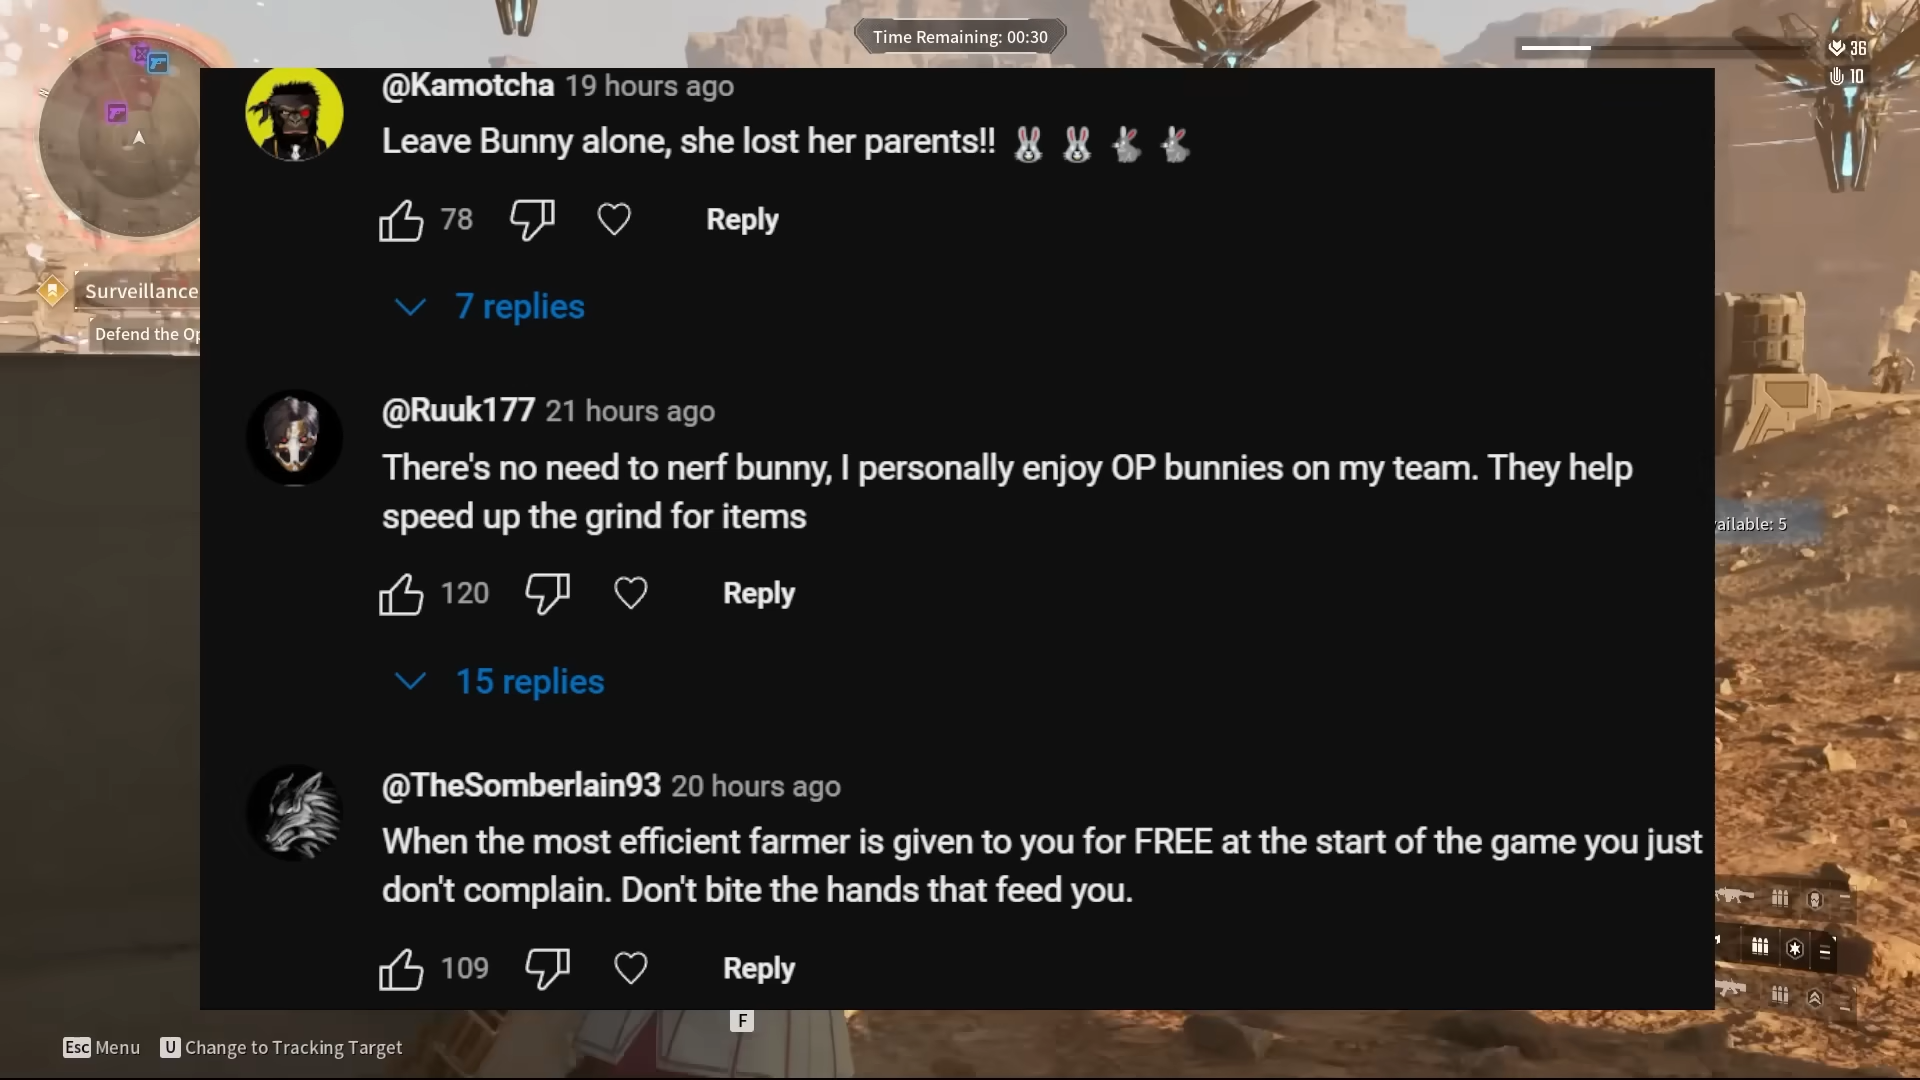 Time Remaining: 00:30
36
10
N
@Kamotcha 19 hours ago
Leave Bunny alone, she lost her parents!! 🐰 🐰 🐇 🐇
78 Reply
7 replies
Surveillance
Defend the Op
@Ruuk177 21 hours ago
There's no need to nerf bunny, I personally enjoy OP bunnies on my team. They help
speed up the grind for items
120 Reply
15 replies
ailable: 5
@TheSomberlain93 20 hours ago
When the most efficient farmer is given to you for FREE at the start of the game you just
don't complain. Don't bite the hands that feed you.
109 Reply
F
Esc Menu U Change to Tracking Target